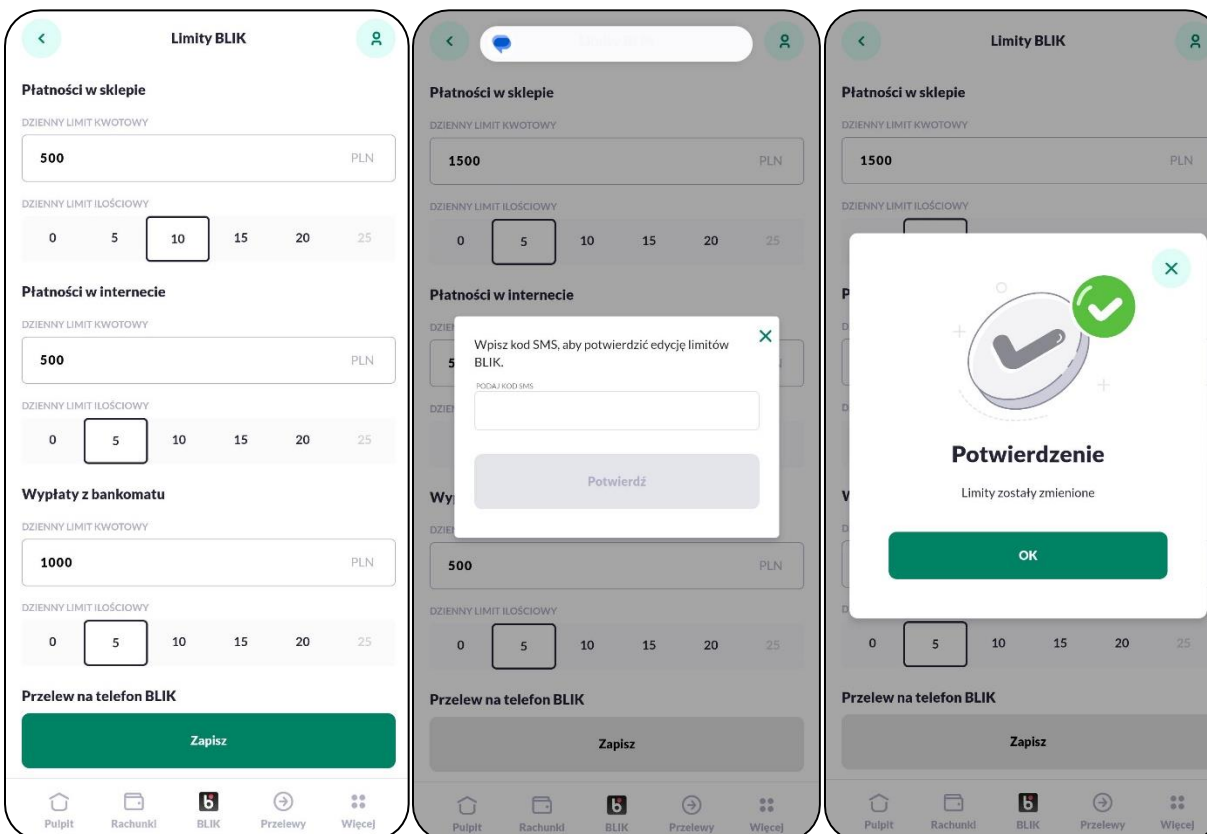 Limity BLIK
Płatności w sklepie
DZIENNY LIMIT KWOTOWY
500 PLN
DZIENNY LIMIT ILOŚCIOWY
0 5 10 15 20 25
Płatności w internecie
DZIENNY LIMIT KWOTOWY
500 PLN
DZIENNY LIMIT ILOŚCIOWY
0 5 10 15 20 25
Wypłaty z bankomatu
DZIENNY LIMIT KWOTOWY
1000 PLN
DZIENNY LIMIT ILOŚCIOWY
0 5 10 15 20 25
Przelew na telefon BLIK
Zapisz
Pulpit Rachunki BLIK Przelewy Więcej
Płatności w sklepie
DZIENNY LIMIT KWOTOWY
1500 PLN
DZIENNY LIMIT ILOŚCIOWY
0 5 10 15 20 25
Płatności w internecie
Wpisz kod SMS, aby potwierdzić edycję limitów
BLIK.
PODAJ KOD SMS
Potwierdź
500 PLN
DZIENNY LIMIT ILOŚCIOWY
0 5 10 15 20 25
Przelew na telefon BLIK
Zapisz
Pulpit Rachunki BLIK Przelewy Więcej
Limity BLIK
Płatności w sklepie
DZIENNY LIMIT KWOTOWY
1500 PLN
DZIENNY LIMIT ILOŚCIOWY
Potwierdzenie
Limity zostały zmienione
OK
0 5 10 15 20 25
Przelew na telefon BLIK
Zapisz
Pulpit Rachunki BLIK Przelewy Więcej